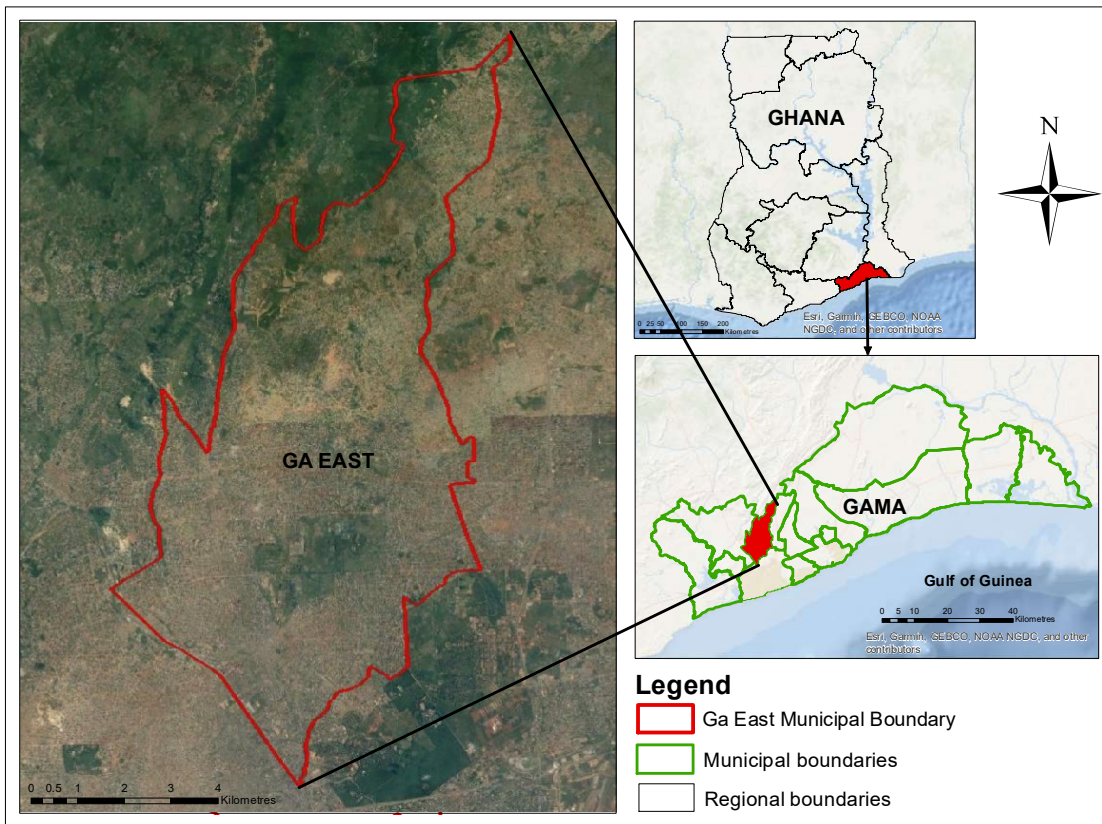 GA EAST
0 0.5 1 2 3 4
Kilometres
GHANA
Esri, Garmin, GEBCO, NOAA
NGDC, and other contributors
0 25 50 100 150 200
Kilometres
N
GAMA
Gulf of Guinea
0 5 10 20 30 40
Kilometres
Esri, Garmin, GEBCO, NOAA NGDC, and other
contributors
Legend
Ga East Municipal Boundary
Municipal boundaries
Regional boundaries